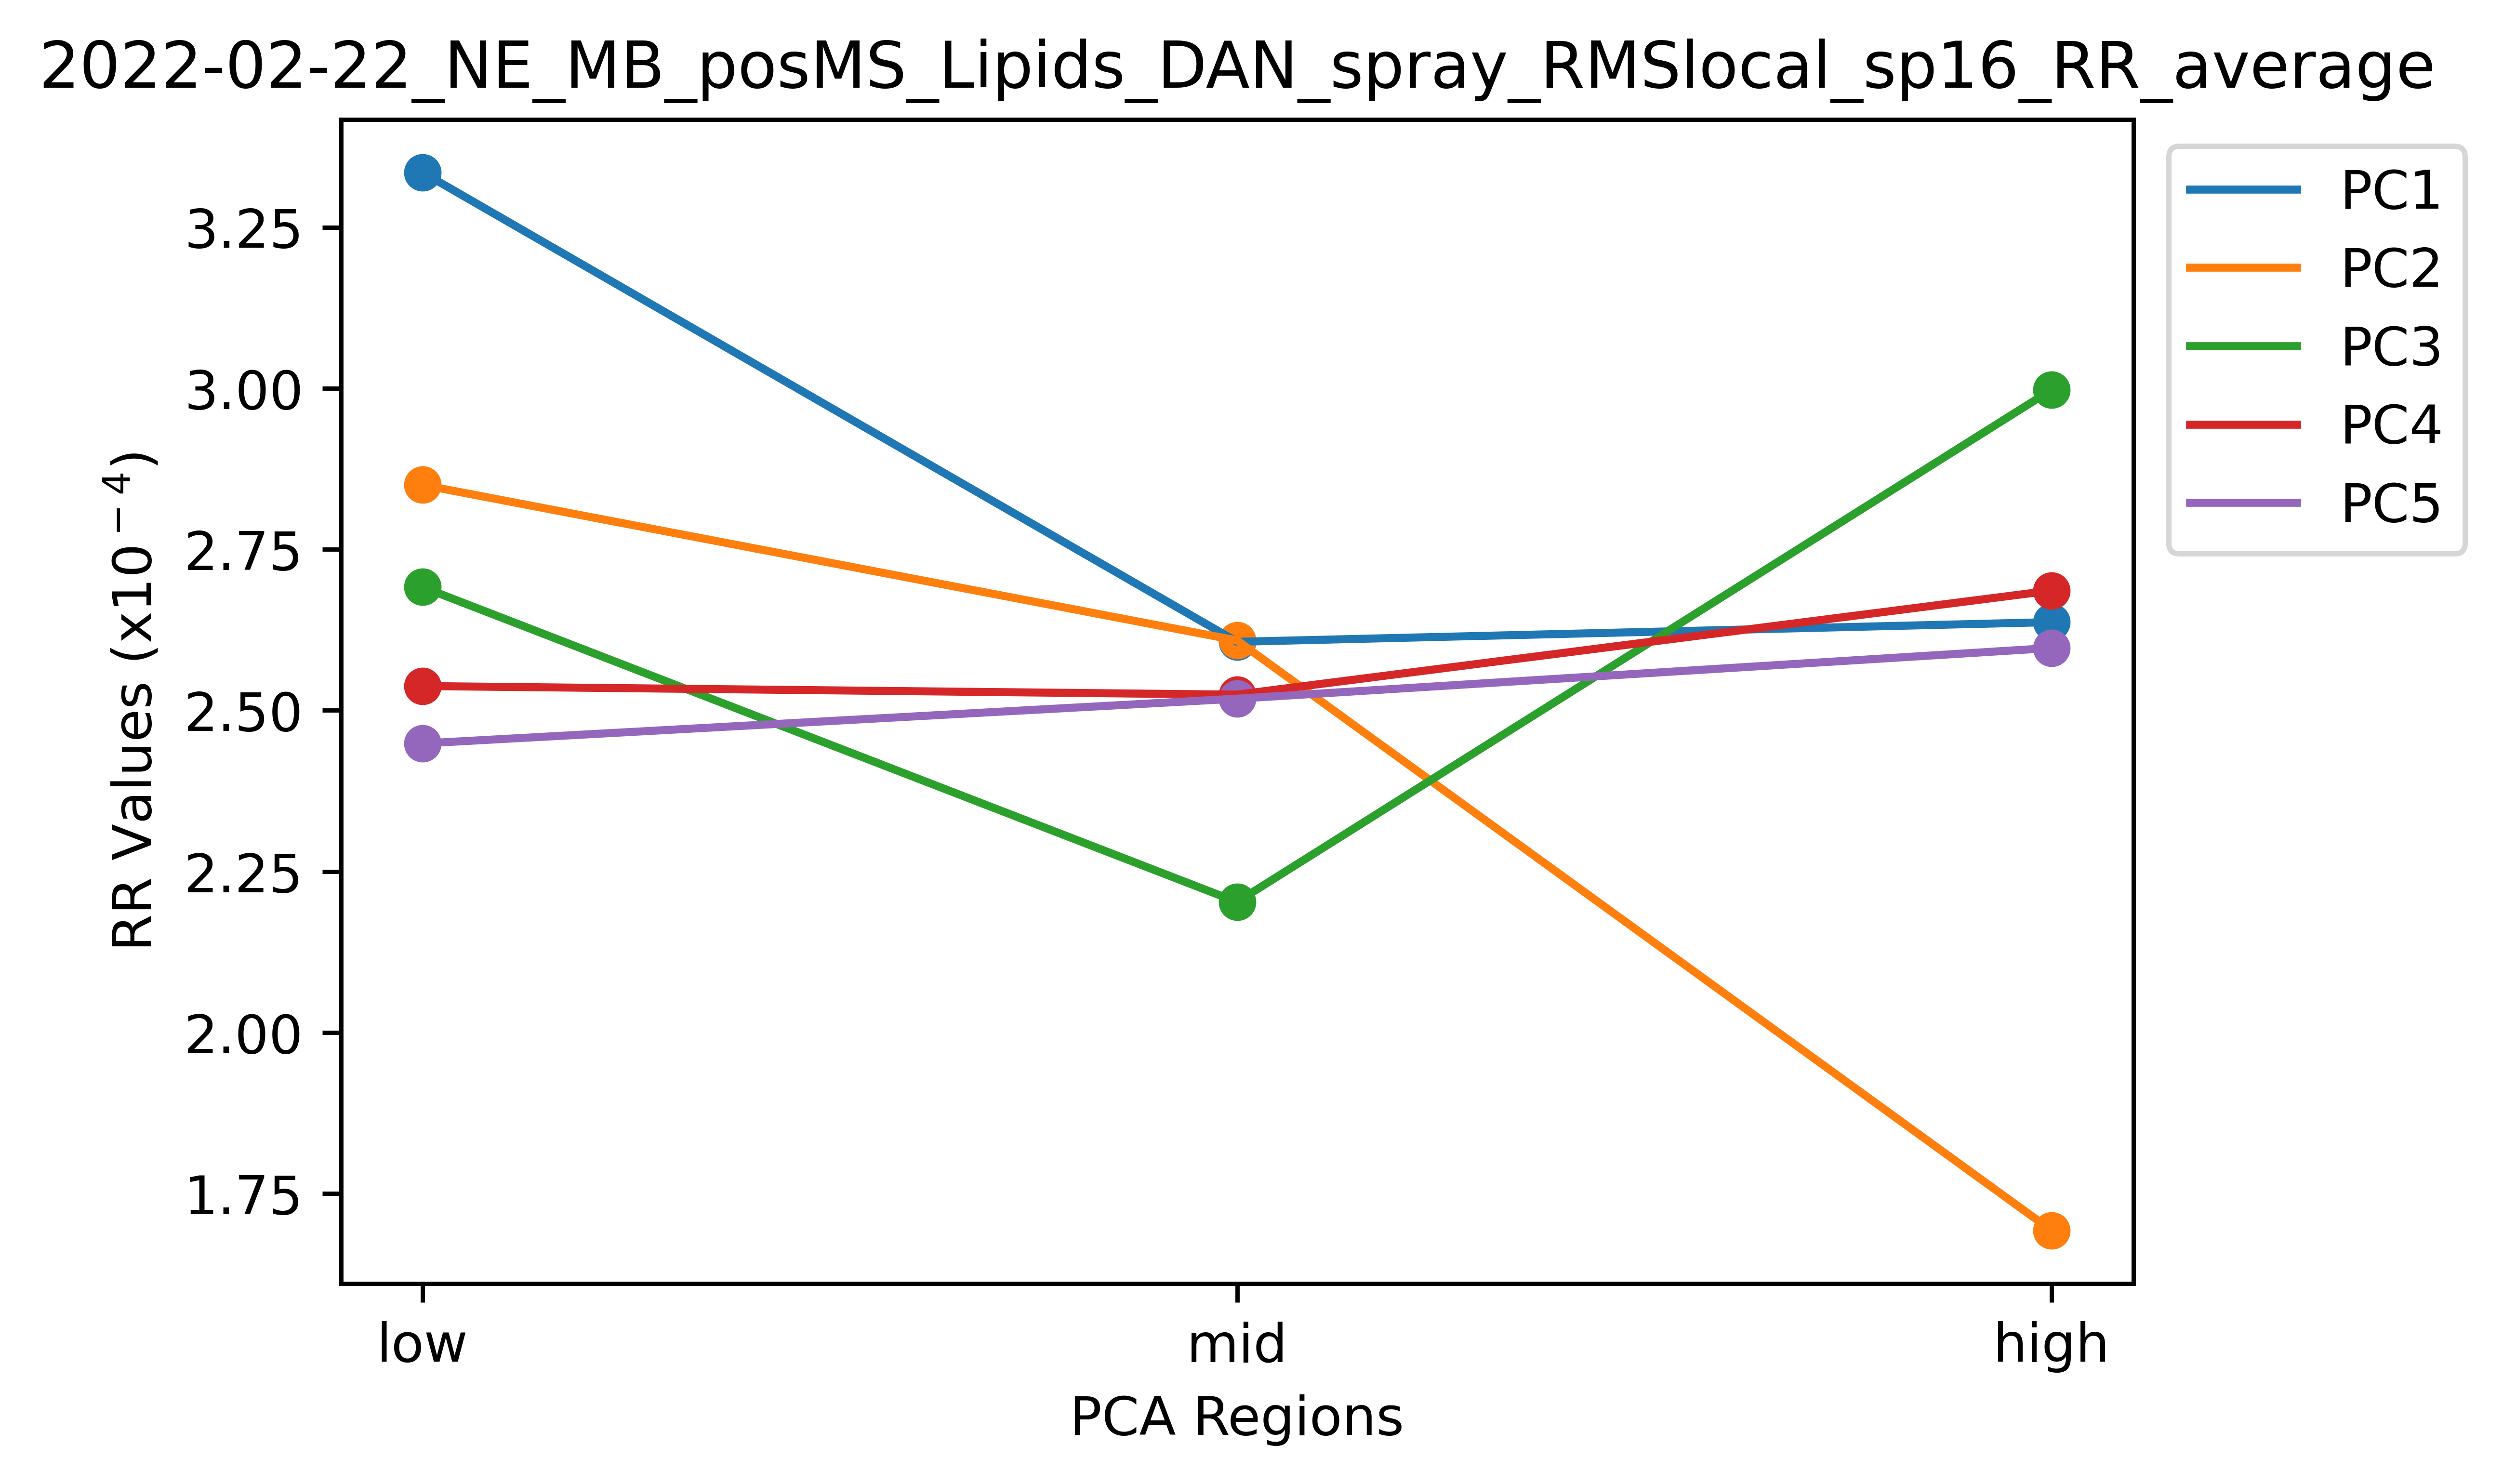 2022-02-22_NE_MB_posMS_Lipids_DAN_spray_RMSlocal_sp16_RR_average
PC1
PC2
PC3
PC4
PC5
RR Values (x10⁻⁴)
3.25
3.00
2.75
2.50
2.25
2.00
1.75
low mid high
PCA Regions